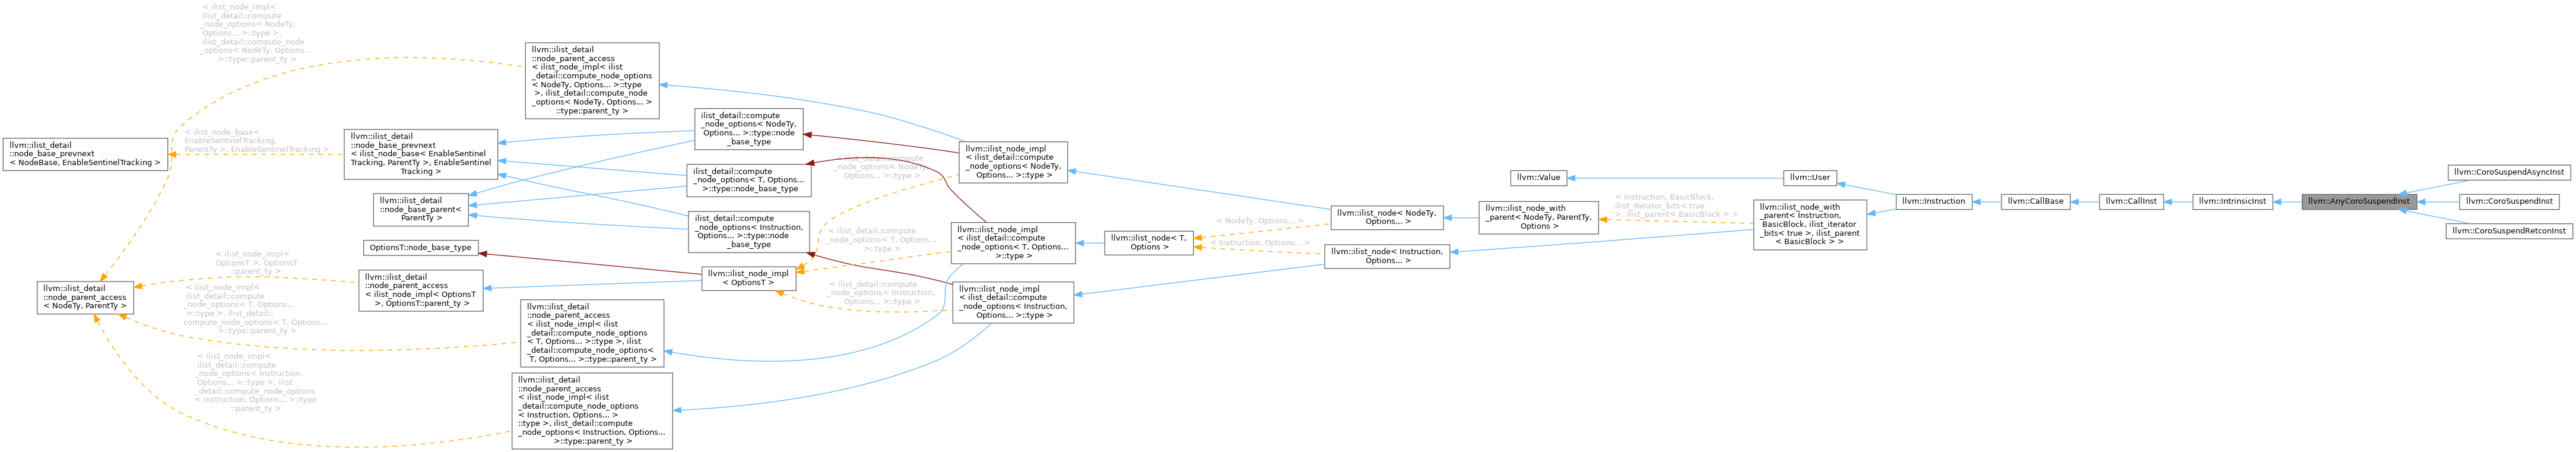 < ilist_node_impl<
ilist_detail::compute
_node_options< NodeTy,
Options... >::type >,
ilist_detail::compute_node
_options< NodeTy, Options...
>::type::parent_ty >
llvm::ilist_detail
::node_base_prevnext
< NodeBase, EnableSentinelTracking >
< ilist_node_base<
EnableSentinelTracking,
ParentTy >, EnableSentinelTracking >
llvm::ilist_detail
::node_parent_access
< NodeTy, ParentTy >
< ilist_node_impl<
OptionsT >, OptionsT
::parent_ty >
< ilist_node_impl<
ilist_detail::compute
_node_options< T, Options...
>::type >, ilist_detail::
compute_node_options< T, Options...
>::type::parent_ty >
< ilist_node_impl<
ilist_detail::compute
_node_options< Instruction,
Options... >::type >, ilist
_detail::compute_node_options
< Instruction, Options... >::type
::parent_ty >
llvm::ilist_detail
::node_base_prevnext
< ilist_node_base< EnableSentinel
Tracking, ParentTy >, EnableSentinel
Tracking >
llvm::ilist_detail
::node_base_parent<
ParentTy >
OptionsT::node_base_type
llvm::ilist_detail
::node_parent_access
< ilist_node_impl< OptionsT
>, OptionsT::parent_ty >
llvm::ilist_detail
::node_parent_access
< ilist_node_impl< ilist
_detail::compute_node_options
< NodeTy, Options... >::type
>, ilist_detail::compute_node
_options< NodeTy, Options... >
::type::parent_ty >
llvm::ilist_detail
::node_parent_access
< ilist_node_impl< ilist
_detail::compute_node_options
< T, Options... >::type >, ilist
_detail::compute_node_options<
T, Options... >::type::parent_ty >
llvm::ilist_detail
::node_parent_access
< ilist_node_impl< ilist
_detail::compute_node_options
< Instruction, Options... >
::type >, ilist_detail::compute
_node_options< Instruction, Options...
>::type::parent_ty >
ilist_detail::compute
_node_options< NodeTy,
Options... >::type::node
_base_type
ilist_detail::compute
_node_options< T, Options...
>::type::node_base_type
ilist_detail::compute
_node_options< Instruction,
Options... >::type::node
_base_type
llvm::ilist_node_impl
< OptionsT >
< ilist_detail::compute
_node_options< NodeTy,
Options... >::type >
< ilist_detail::compute
_node_options< T, Options...
>::type >
< ilist_detail::compute
_node_options< Instruction,
Options... >::type >
llvm::ilist_node_impl
< ilist_detail::compute
_node_options< NodeTy,
Options... >::type >
llvm::ilist_node_impl
< ilist_detail::compute
_node_options< T, Options...
>::type >
llvm::ilist_node_impl
< ilist_detail::compute
_node_options< Instruction,
Options... >::type >
llvm::ilist_node< T,
Options >
< NodeTy, Options... >
< Instruction, Options... >
llvm::ilist_node< NodeTy,
Options... >
llvm::ilist_node< Instruction,
Options... >
llvm::Value
llvm::ilist_node_with
_parent< NodeTy, ParentTy,
Options >
< Instruction, BasicBlock,
ilist_iterator_bits< true
>, ilist_parent< BasicBlock > >
llvm::User
llvm::ilist_node_with
_parent< Instruction,
BasicBlock, ilist_iterator
_bits< true >, ilist_parent
< BasicBlock > >
llvm::Instruction
llvm::CallBase
llvm::CallInst
llvm::IntrinsicInst
llvm::AnyCoroSuspendInst
llvm::CoroSuspendAsyncInst
llvm::CoroSuspendInst
llvm::CoroSuspendRetconInst